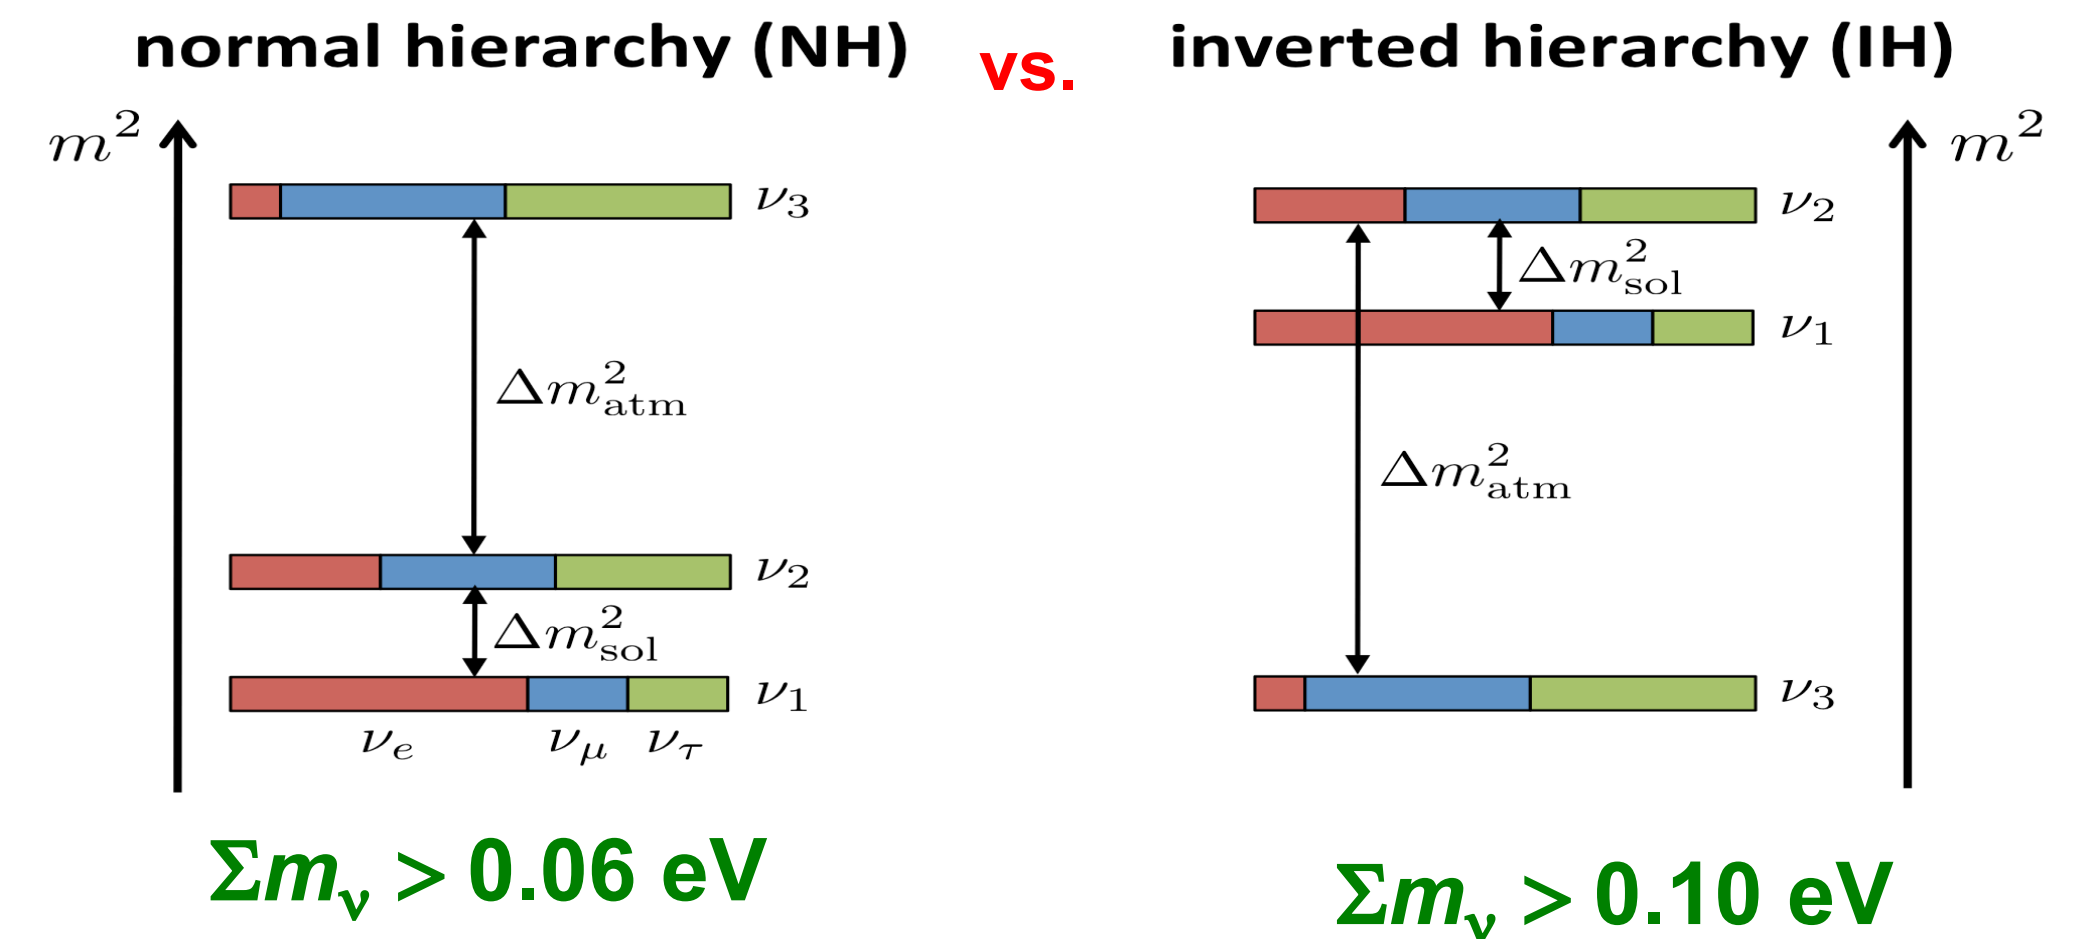 normal hierarchy (NH) vs. inverted hierarchy (IH)
m²
ν₃
Δm²atm
ν₂
Δm²sol
ν₁
νₑ νμ ντ
Σmν > 0.06 eV
m²
ν₂
Δm²sol
ν₁
Δm²atm
ν₃
Σmν > 0.10 eV